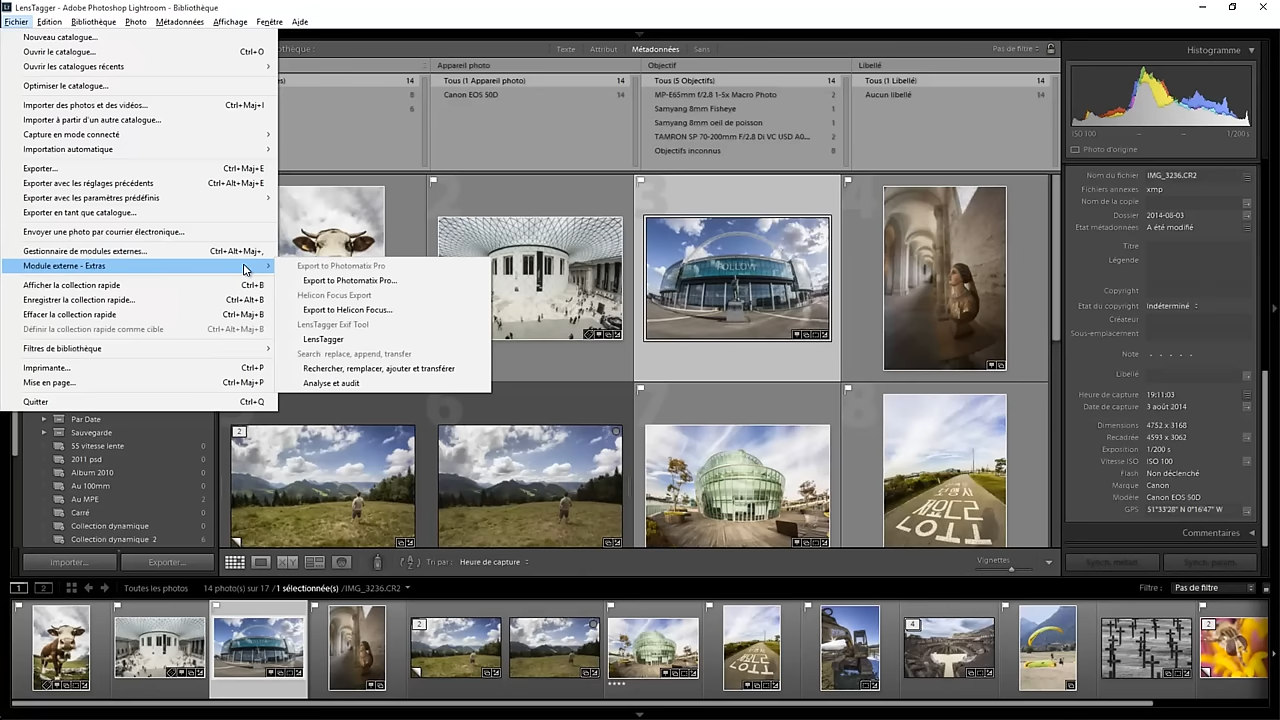 LensTagger - Adobe Photoshop Lightroom - Bibliothèque
Fichier Edition Bibliothèque Photo Métadonnées Affichage Fenêtre Aide
Nouveau catalogue...
Ouvrir le catalogue... Ctrl+O
Ouvrir les catalogues récents
Optimiser le catalogue...
Importer des photos et des vidéos... Ctrl+Maj+I
Importer à partir d'un autre catalogue...
Capture en mode connecté
Importation automatique
Exporter... Ctrl+Maj+E
Exporter avec les réglages précédents Ctrl+Alt+Maj+E
Exporter avec les paramètres prédéfinis
Exporter en tant que catalogue...
Envoyer une photo par courrier électronique...
Gestionnaire de modules externes... Ctrl+Alt+Maj+,
Module externe - Extras
Afficher la collection rapide Ctrl+B
Enregistrer la collection rapide... Ctrl+Alt+B
Effacer la collection rapide Ctrl+Maj+B
Définir la collection rapide comme cible Ctrl+Alt+Maj+B
Filtres de bibliothèque
Imprimante... Ctrl+P
Mise en page... Ctrl+Maj+P
Quitter Ctrl+Q
Export to Photomatix Pro
Export to Photomatix Pro...
Helicon Focus Export
Export to Helicon Focus...
LensTagger Exif Tool
LensTagger
Search replace, append, transfer
Rechercher, remplacer, ajouter et transférer
Analyse et audit
thèque : Texte Attribut Métadonnées Sans Pas de filtre
Appareil photo Objectif Libellé
es) 14 Tous (1 Appareil photo) 14 Tous (5 Objectifs) 14 Tous (1 Libellé) 14
8 Canon EOS 50D 14 MP-E65mm f/2.8 1-5x Macro Photo 2 Aucun libellé 14
6 Samyang 8mm Fisheye 1
Samyang 8mm oeil de poisson 1
TAMRON SP 70-200mm F/2.8 Di VC USD A0... 2
Objectifs inconnus 8
2 3 4
6 7 8
2
Par Date
Sauvegarde
55 vitesse lente 0
2011 psd 0
Album 2010 0
Au 100mm 0
Au MPE 2
Carré 0
Collection dynamique 0
Collection dynamique 2 6
Importer... Exporter...
Histogramme
ISO 100 – – 1/200 s
Photo d'origine
Nom du fichier IMG_3236.CR2
Fichiers annexes xmp
Nom de la copie
Dossier 2014-08-03
Etat métadonnées A été modifié
Titre
Légende
Copyright
Etat du copyright Indéterminé
Créateur
Sous-emplacement
Note . . . . .
Libellé
Heure de capture 19:11:03
Date de capture 3 août 2014
Dimensions 4752 x 3168
Recadrée 4593 x 3062
Exposition 1/200 s
Vitesse ISO ISO 100
Flash Non déclenché
Marque Canon
Modèle Canon EOS 50D
GPS 51°33'28" N 0°16'47" W
Commentaires
Tri par : Heure de capture Vignettes
Synch. métad. Synch. param.
1 2 Toutes les photos 14 photo(s) sur 17 /1 sélectionnée(s) /IMG_3236.CR2 Filtre : Pas de filtre
2 4 2